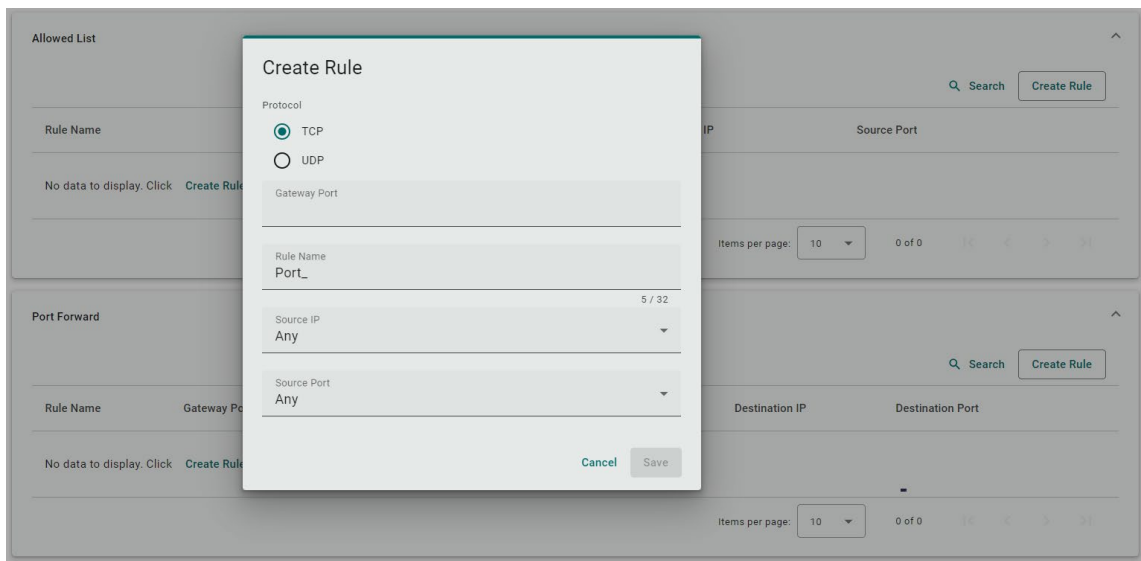 Allowed List
Search Create Rule
Rule Name IP Source Port
No data to display. Click Create Rule
Items per page: 10 0 of 0
Create Rule
Protocol
TCP
UDP
Gateway Port
Rule Name
Port_
5 / 32
Source IP
Any
Source Port
Any
Cancel Save
Port Forward
Search Create Rule
Rule Name Gateway Destination IP Destination Port
No data to display. Click Create Rule
Items per page: 10 0 of 0